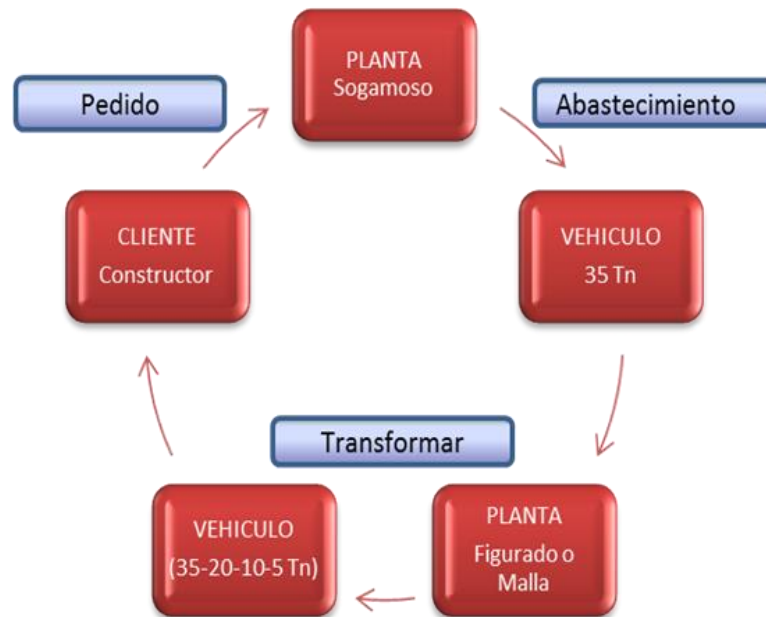 PLANTA
Sogamoso
Pedido
Abastecimiento
CLIENTE
Constructor
VEHICULO
35 Tn
Transformar
VEHICULO
(35-20-10-5 Tn)
PLANTA
Figurado o
Malla